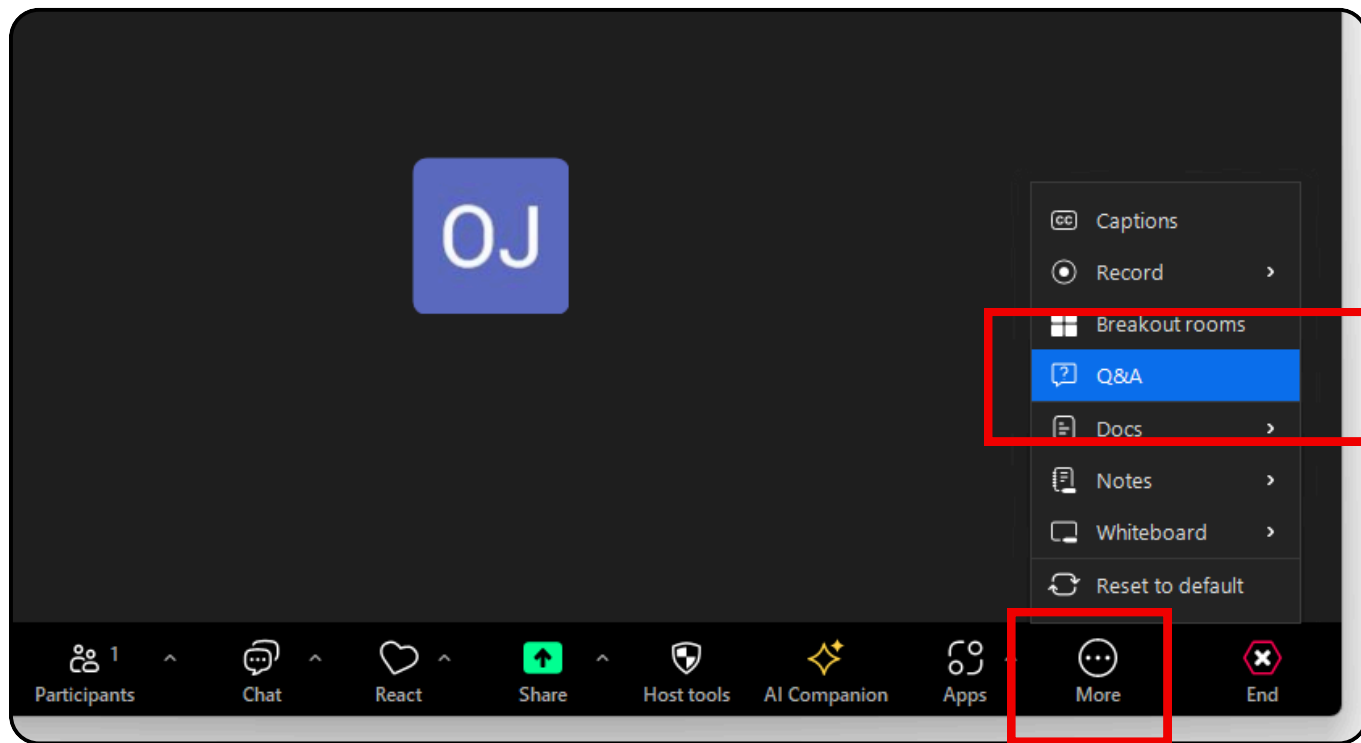 OJ
CC Captions
Record
Breakout rooms
? Q&A
Docs
Notes
Whiteboard
Reset to default
1
Participants
Chat
React
Share
Host tools
AI Companion
Apps
More
End